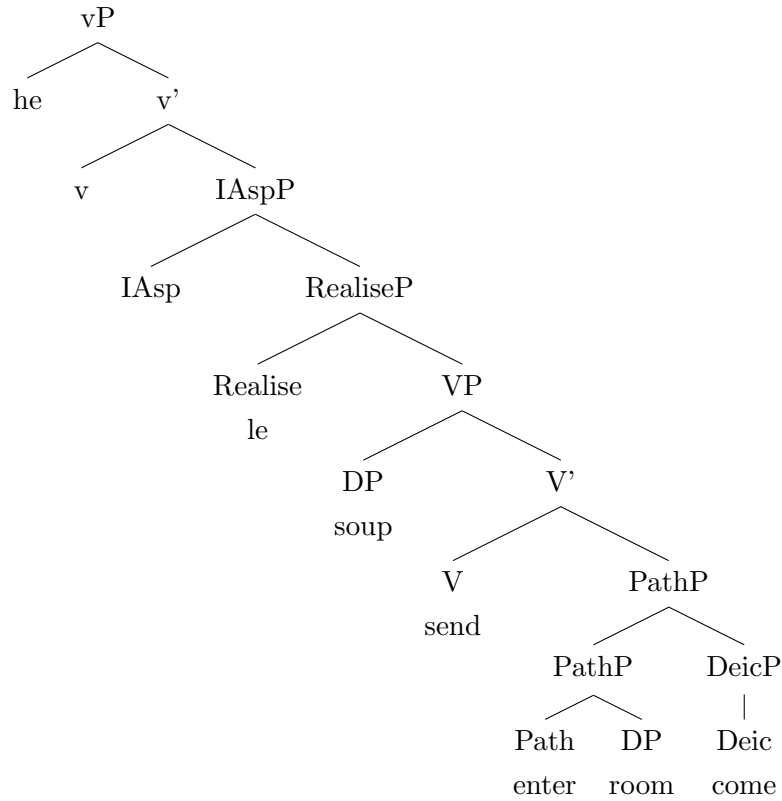 vP
he v'
v IAspP
IAsp RealiseP
Realise VP
le
DP V'
soup
V PathP
send
PathP DeicP
Path DP Deic
enter room come